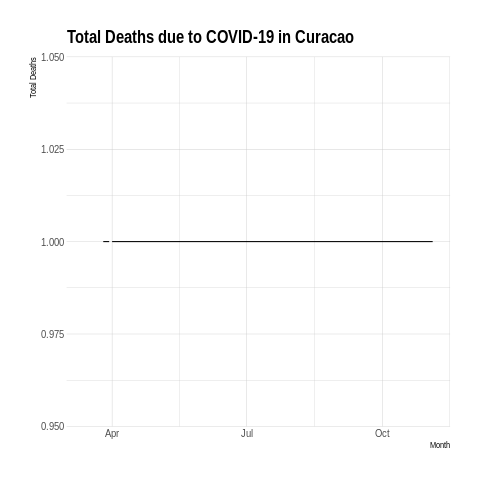 Total Deaths due to COVID-19 in Curacao
Total Deaths
1.050
1.025
1.000
0.975
0.950
Apr Jul Oct
Month